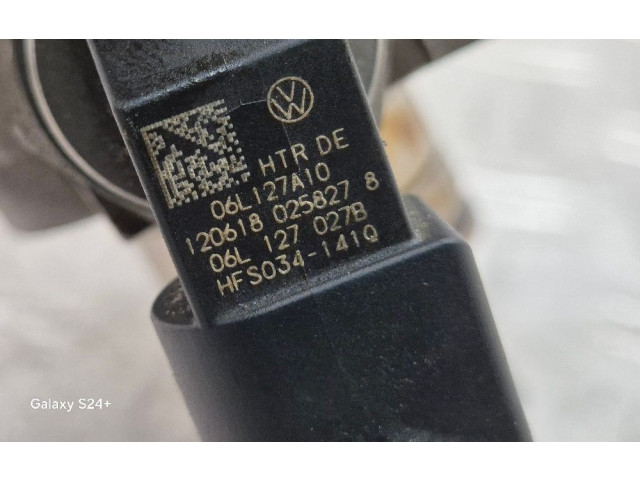 HTR DE
06L127A10
120618 025827 8
06L 127 027B
HFS034-141Q
Galaxy S24+